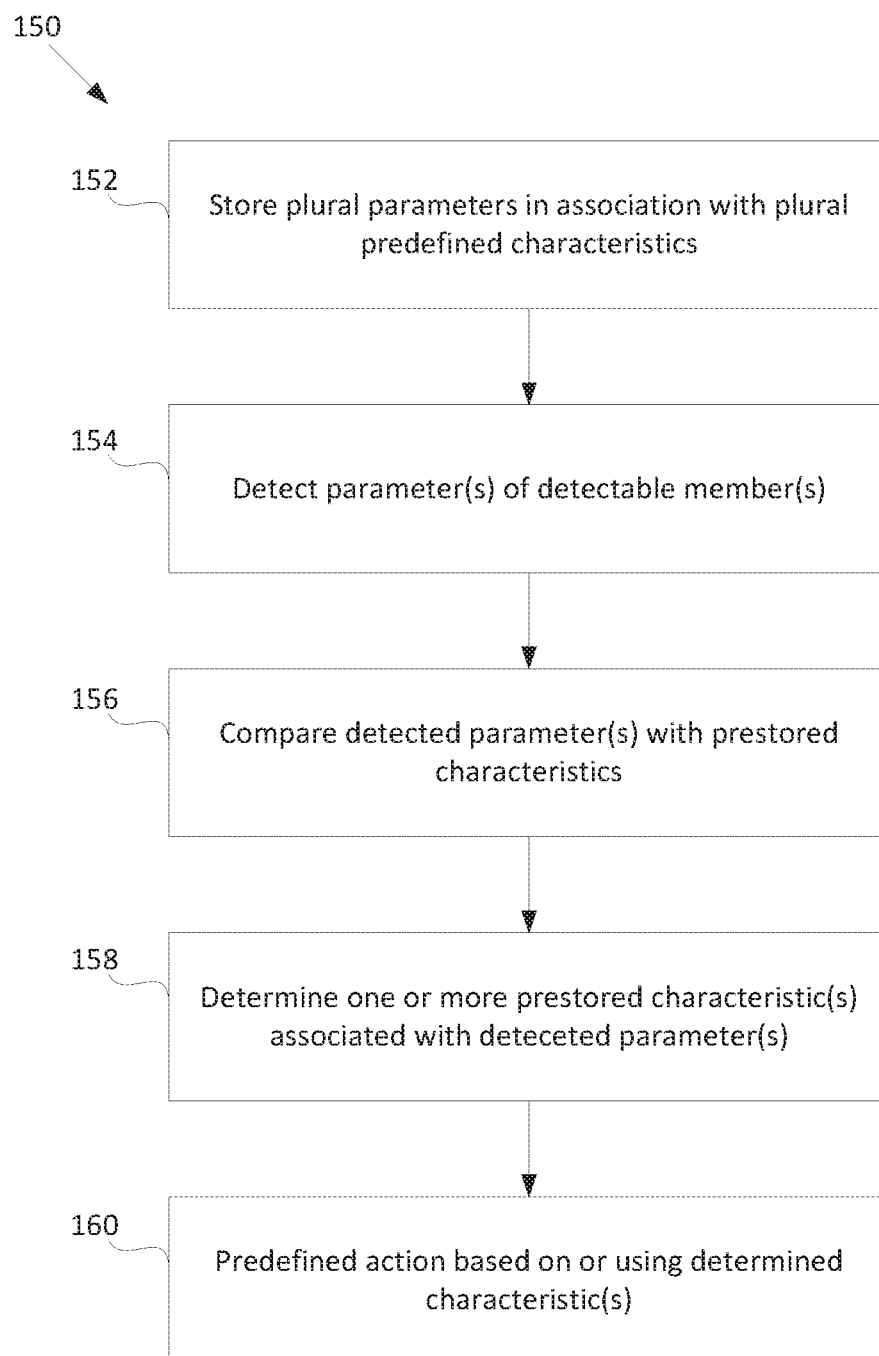 150
152
Store plural parameters in association with plural
predefined characteristics
154
Detect parameter(s) of detectable member(s)
156
Compare detected parameter(s) with prestored
characteristics
158
Determine one or more prestored characteristic(s)
associated with deteceted parameter(s)
160
Predefined action based on or using determined
characteristic(s)